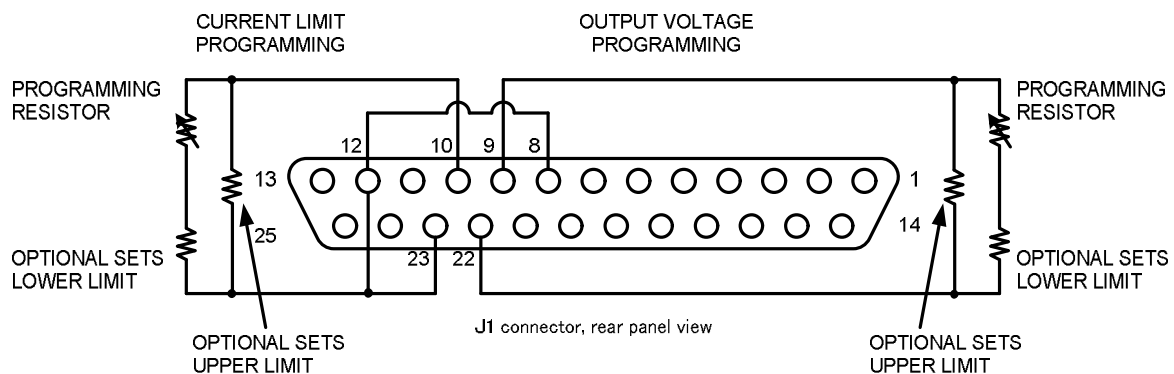 CURRENT LIMIT
PROGRAMMING
OUTPUT VOLTAGE
PROGRAMMING
PROGRAMMING
RESISTOR
PROGRAMMING
RESISTOR
12
10
9
8
13
1
25
14
23
22
OPTIONAL SETS
LOWER LIMIT
OPTIONAL SETS
LOWER LIMIT
J1 connector, rear panel view
OPTIONAL SETS
UPPER LIMIT
OPTIONAL SETS
UPPER LIMIT